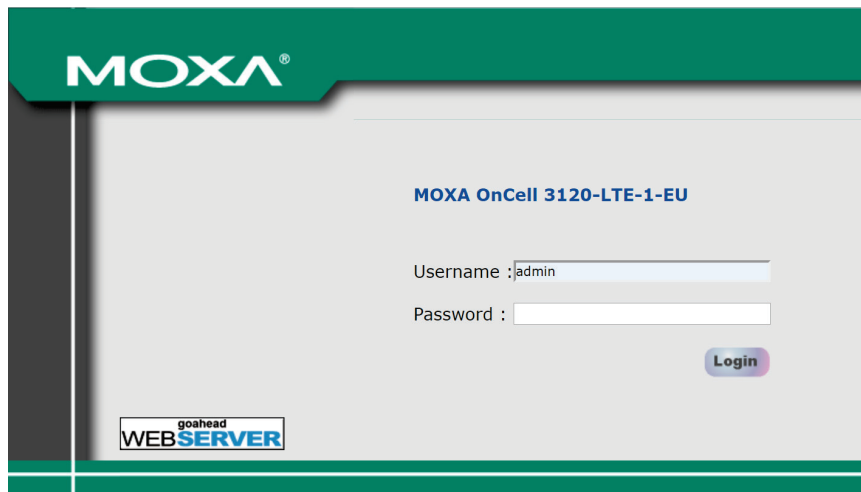 MOXA®
MOXA OnCell 3120-LTE-1-EU
Username : admin
Password :
Login
goahead
WEBSERVER